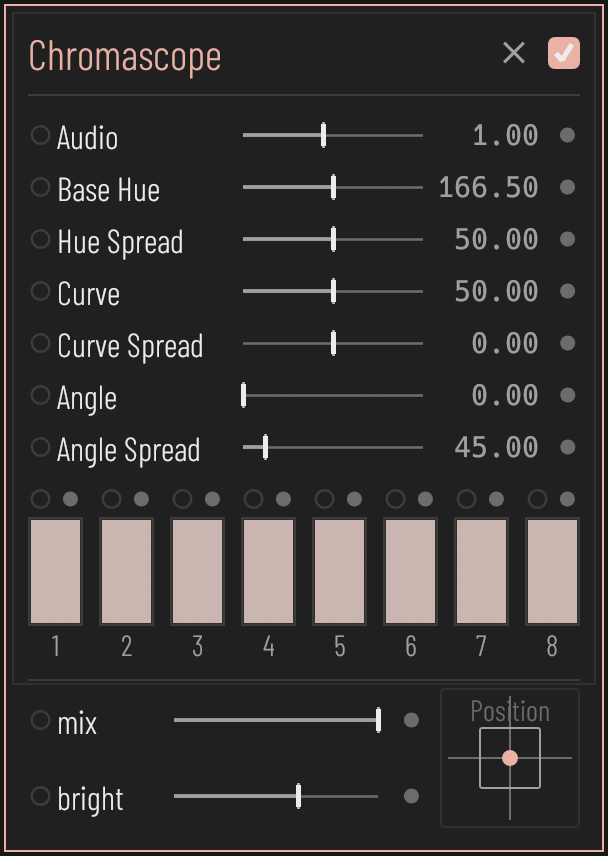 Chromascope
Audio 1.00
Base Hue 166.50
Hue Spread 50.00
Curve 50.00
Curve Spread 0.00
Angle 0.00
Angle Spread 45.00
1 2 3 4 5 6 7 8
mix
Position
bright